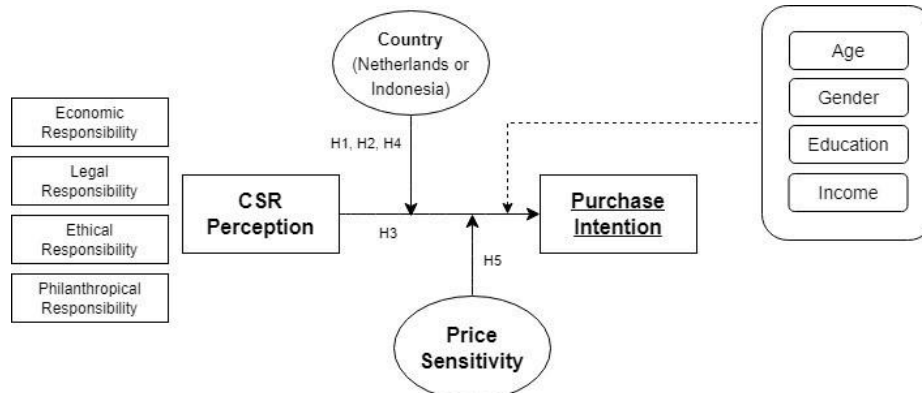 Economic
Responsibility
Legal
Responsibility
Ethical
Responsibility
Philanthropical
Responsibility
CSR
Perception
Country
(Netherlands or
Indonesia)
H1, H2, H4
H3
H5
Price
Sensitivity
Purchase
Intention
Age
Gender
Education
Income